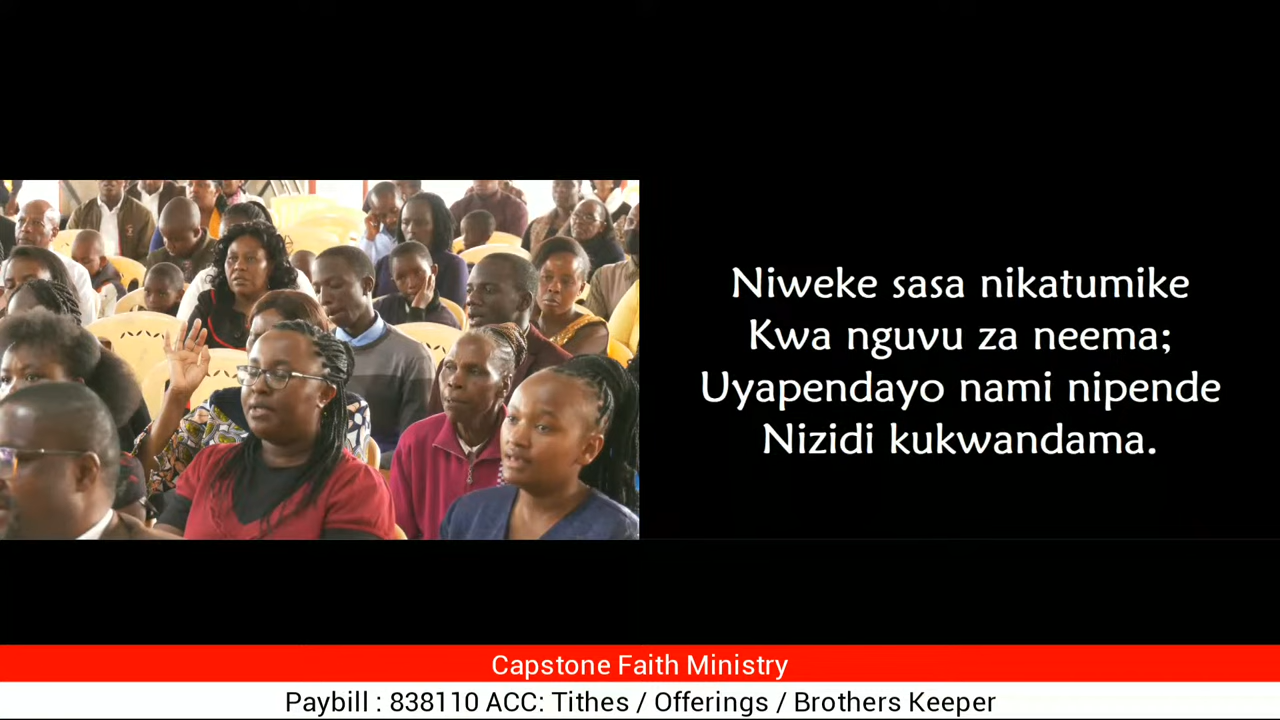 Niweke sasa nikatumike
Kwa nguvu za neema;
Uyapendayo nami nipende
Nizidi kukwandama.
Capstone Faith Ministry
Paybill : 838110 ACC: Tithes / Offerings / Brothers Keeper